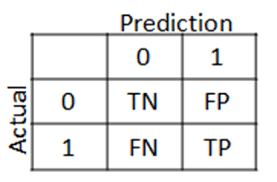 Prediction
0 1
Actual
0 TN FP
1 FN TP